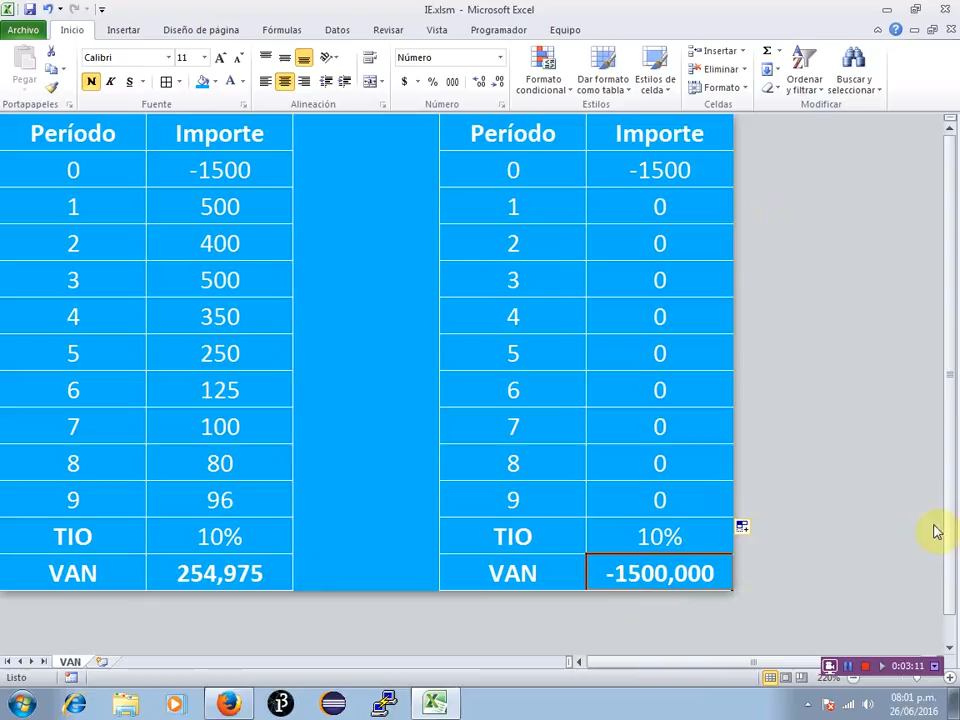 IE.xlsm - Microsoft Excel
Archivo Inicio Insertar Diseño de página Fórmulas Datos Revisar Vista Programador Equipo
Pegar
Calibri 11
N K S
Número
$ % 000
Formato condicional
Dar formato como tabla
Estilos de celda
Insertar
Eliminar
Formato
Ordenar y filtrar
Buscar y seleccionar
Portapapeles Fuente Alineación Número Estilos Celdas Modificar
Período Importe Período Importe
0 -1500 0 -1500
1 500 1 0
2 400 2 0
3 500 3 0
4 350 4 0
5 250 5 0
6 125 6 0
7 100 7 0
8 80 8 0
9 96 9 0
TIO 10% TIO 10%
VAN 254,975 VAN -1500,000
VAN
0:03:11
Listo
220%
08:01 p.m.
26/06/2016